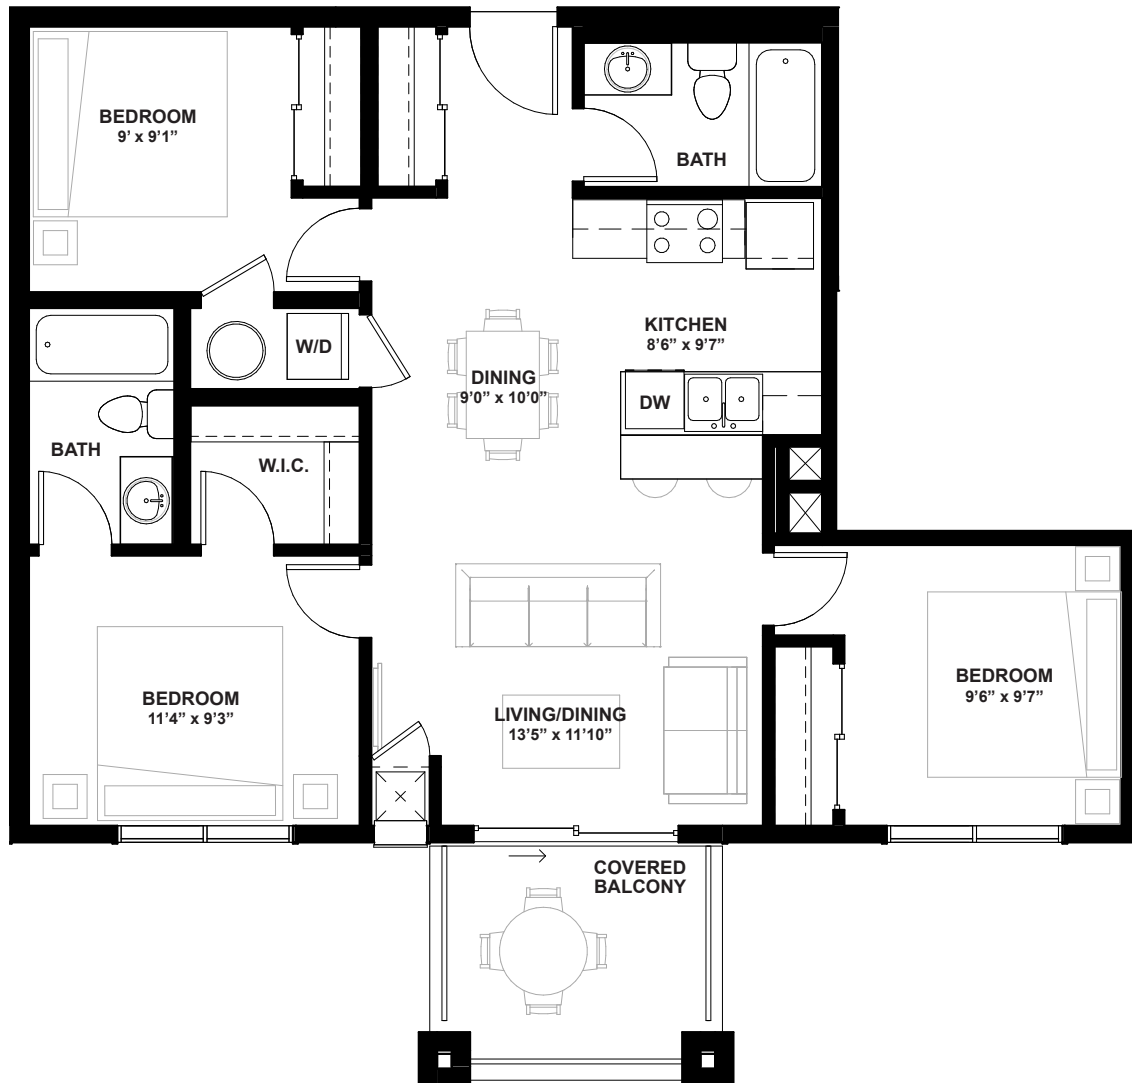 BEDROOM
9’ x 9’1”
BATH
KITCHEN
8’6” x 9’7”
W/D
DINING
9’0” x 10’0”
DW
BATH
W.I.C.
BEDROOM
11’4” x 9’3”
LIVING/DINING
13’5” x 11’10”
BEDROOM
9’6” x 9’7”
COVERED
BALCONY